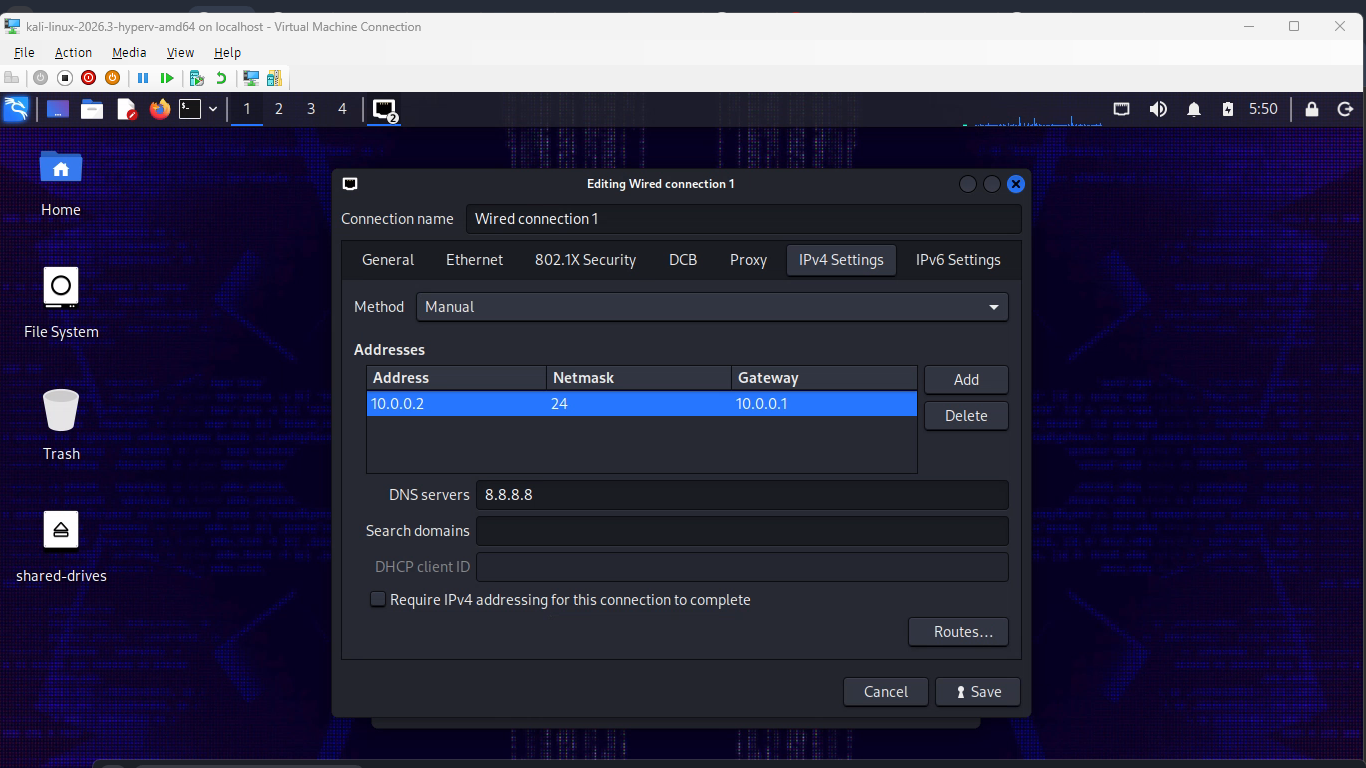 kali-linux-2026.3-hyperv-amd64 on localhost - Virtual Machine Connection
File Action Media View Help
1 2 3 4 2 5:50
Home
File System
Trash
shared-drives
Editing Wired connection 1
Connection name Wired connection 1
General Ethernet 802.1X Security DCB Proxy IPv4 Settings IPv6 Settings
Method Manual
Addresses
Address Netmask Gateway Add
10.0.0.2 24 10.0.0.1
Delete
DNS servers 8.8.8.8
Search domains
DHCP client ID
Require IPv4 addressing for this connection to complete
Routes…
Cancel Save